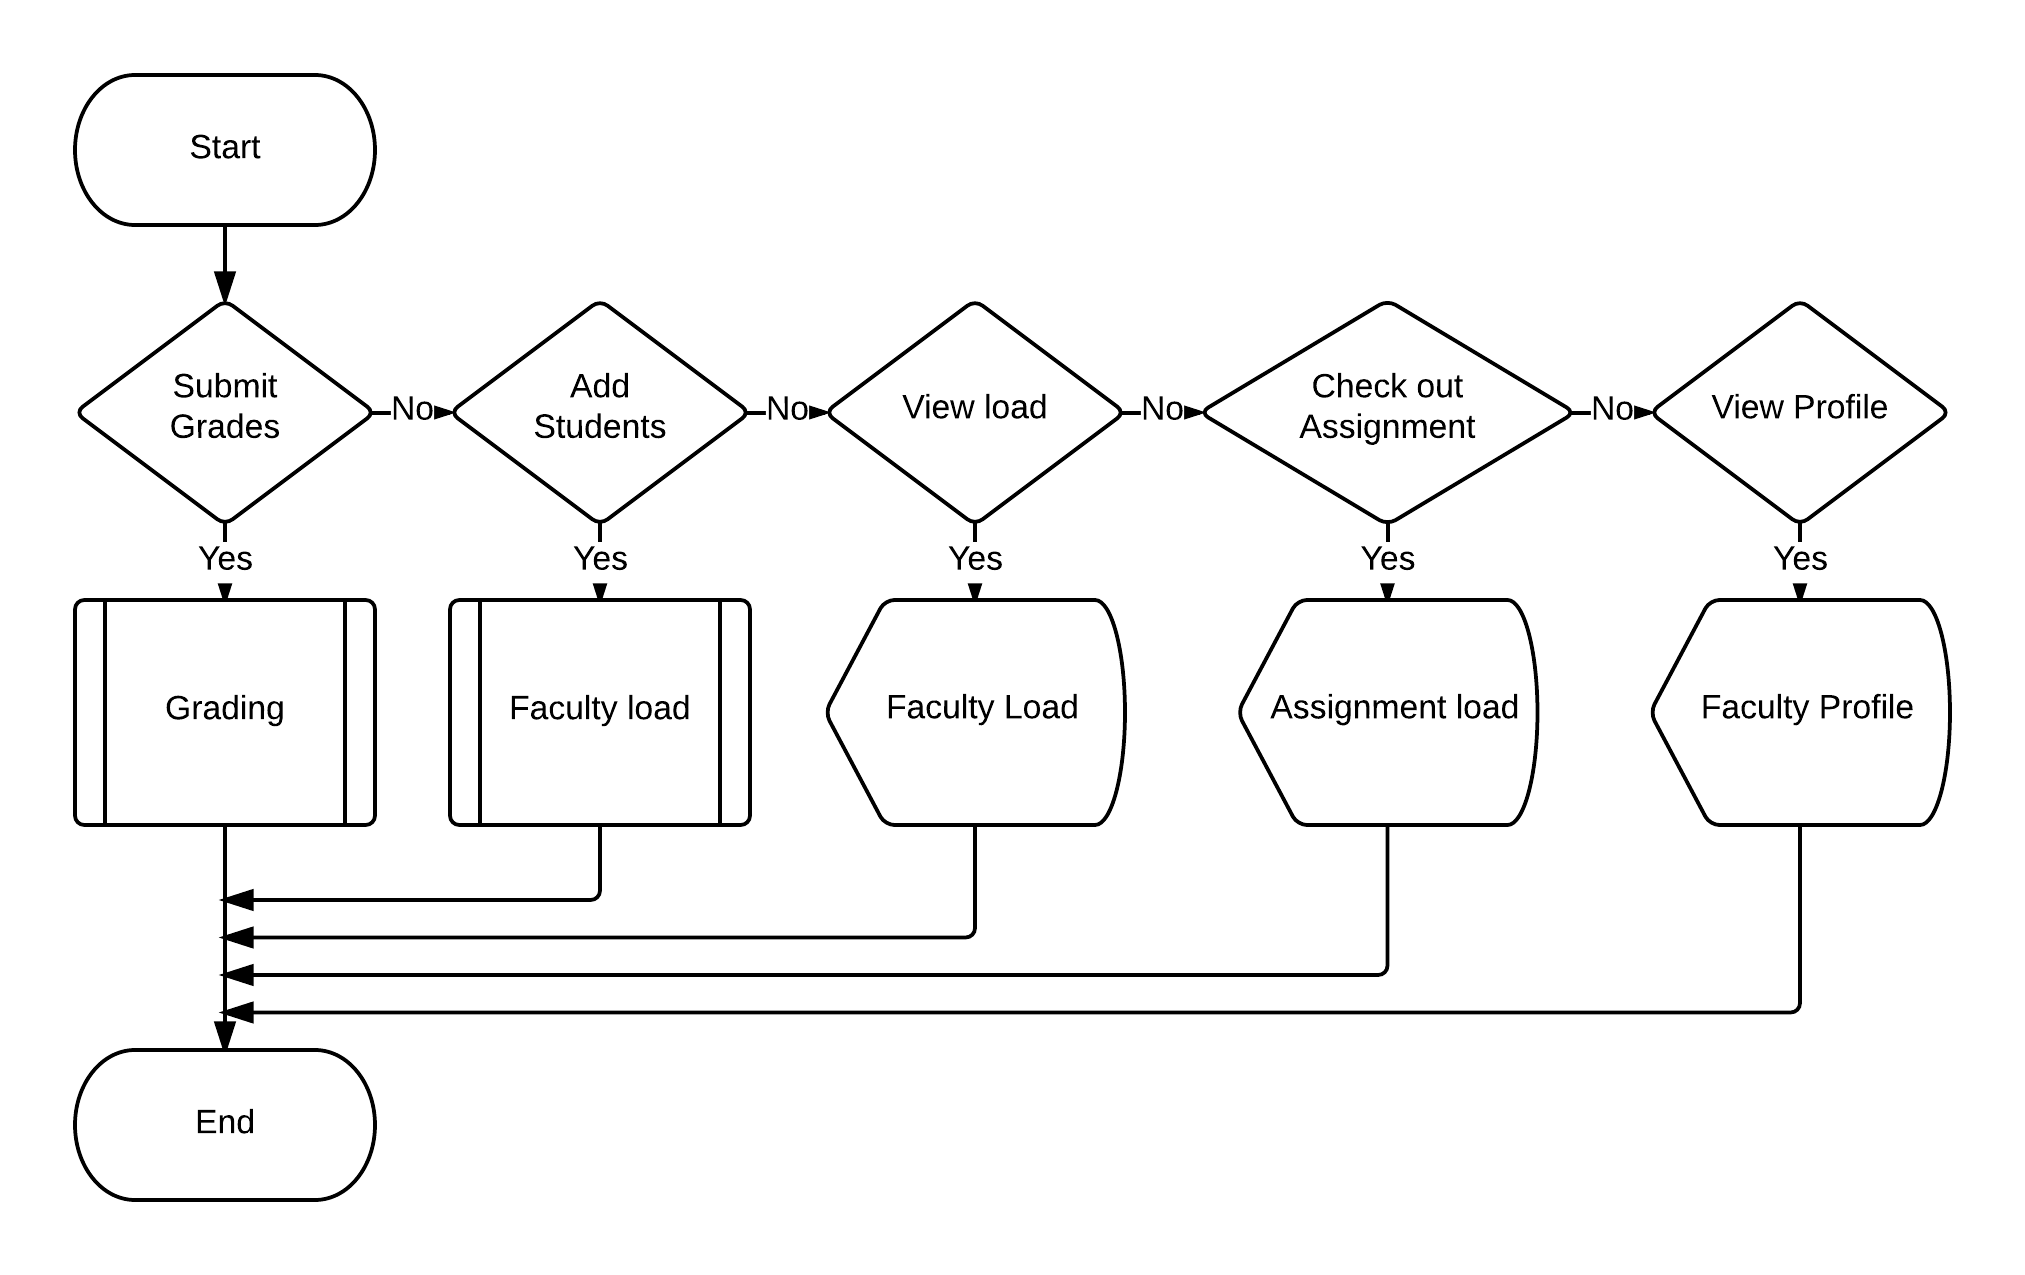 Start
Submit
Grades
No
Add
Students
No
View load
No
Check out
Assignment
No
View Profile
Yes
Yes
Yes
Yes
Yes
Grading
Faculty load
Faculty Load
Assignment load
Faculty Profile
End